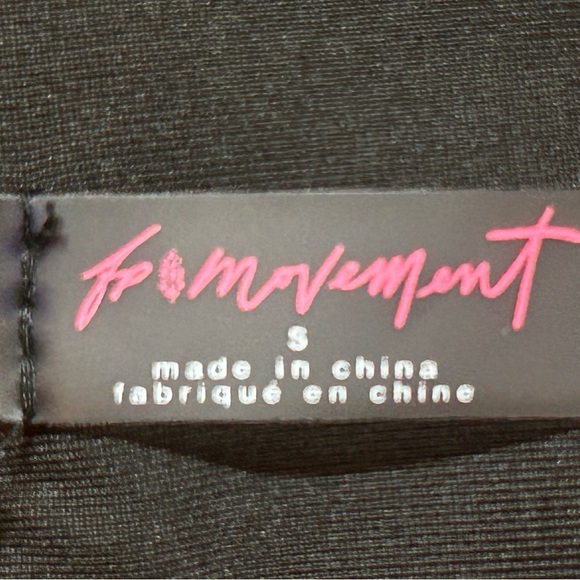 fp movement
S
made in china
fabriqué en chine